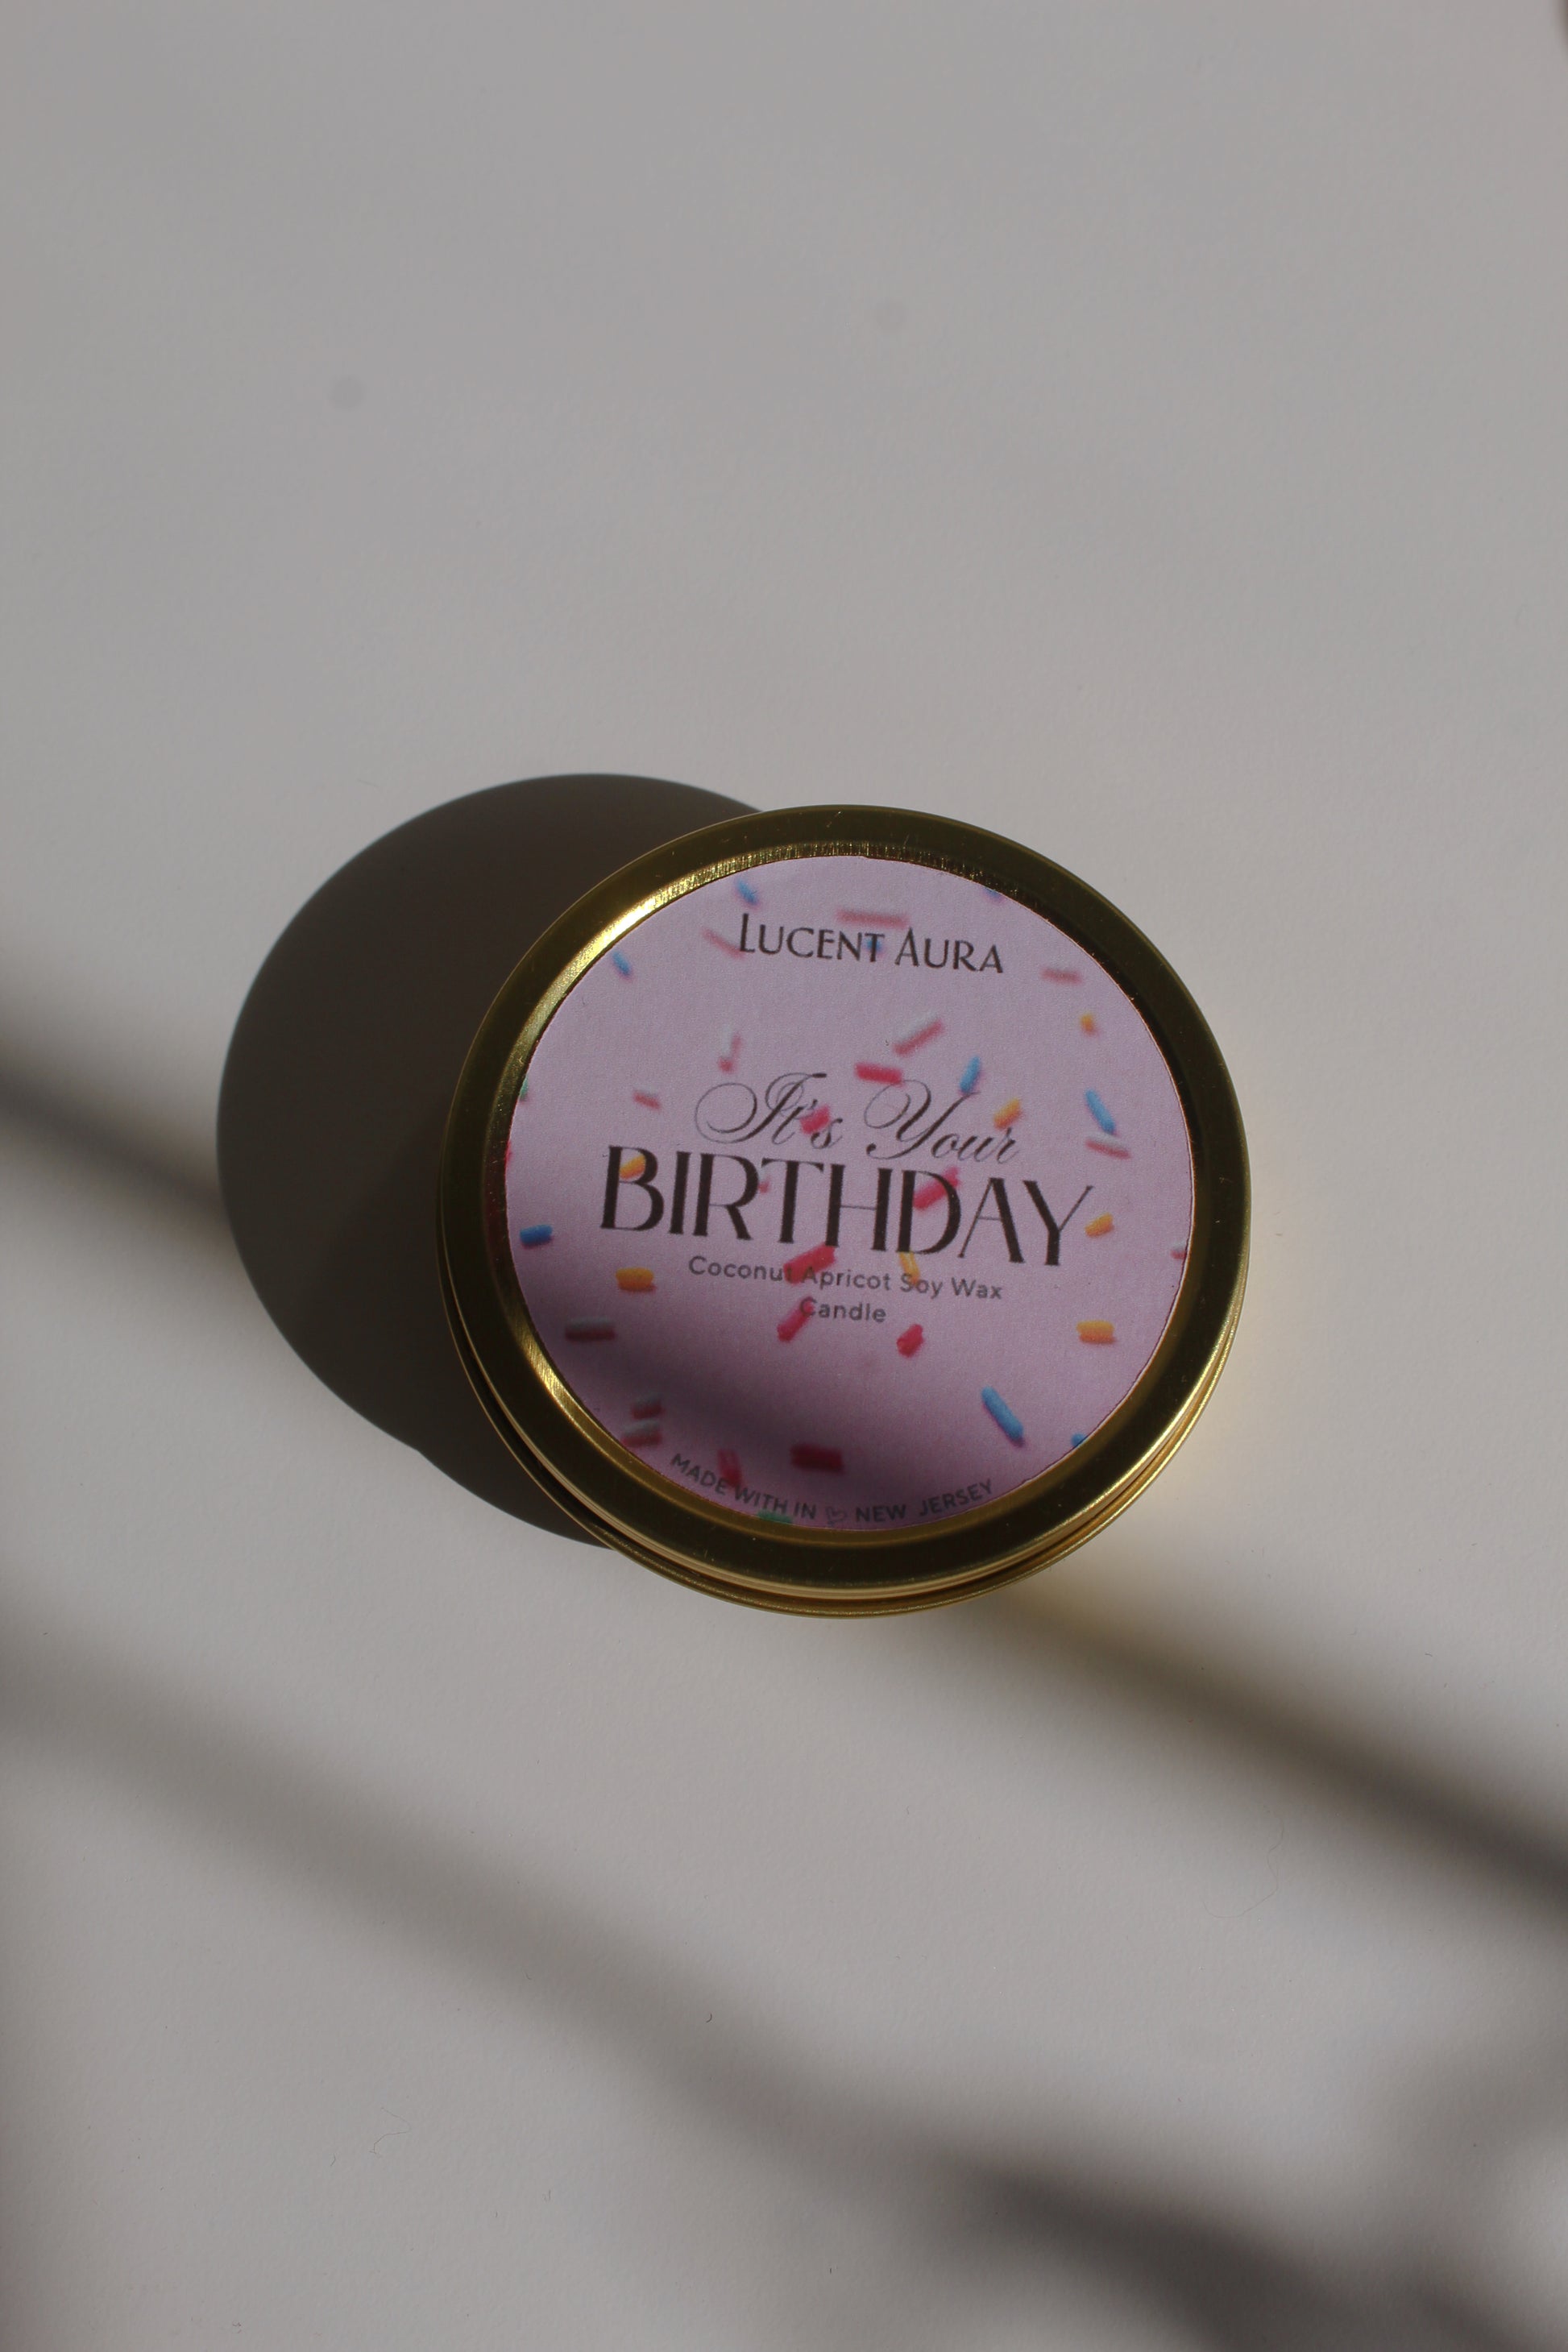 LUCENT AURA
It's Your
BIRTHDAY
Coconut Apricot Soy Wax
Candle
MADE WITH IN ♡ NEW JERSEY